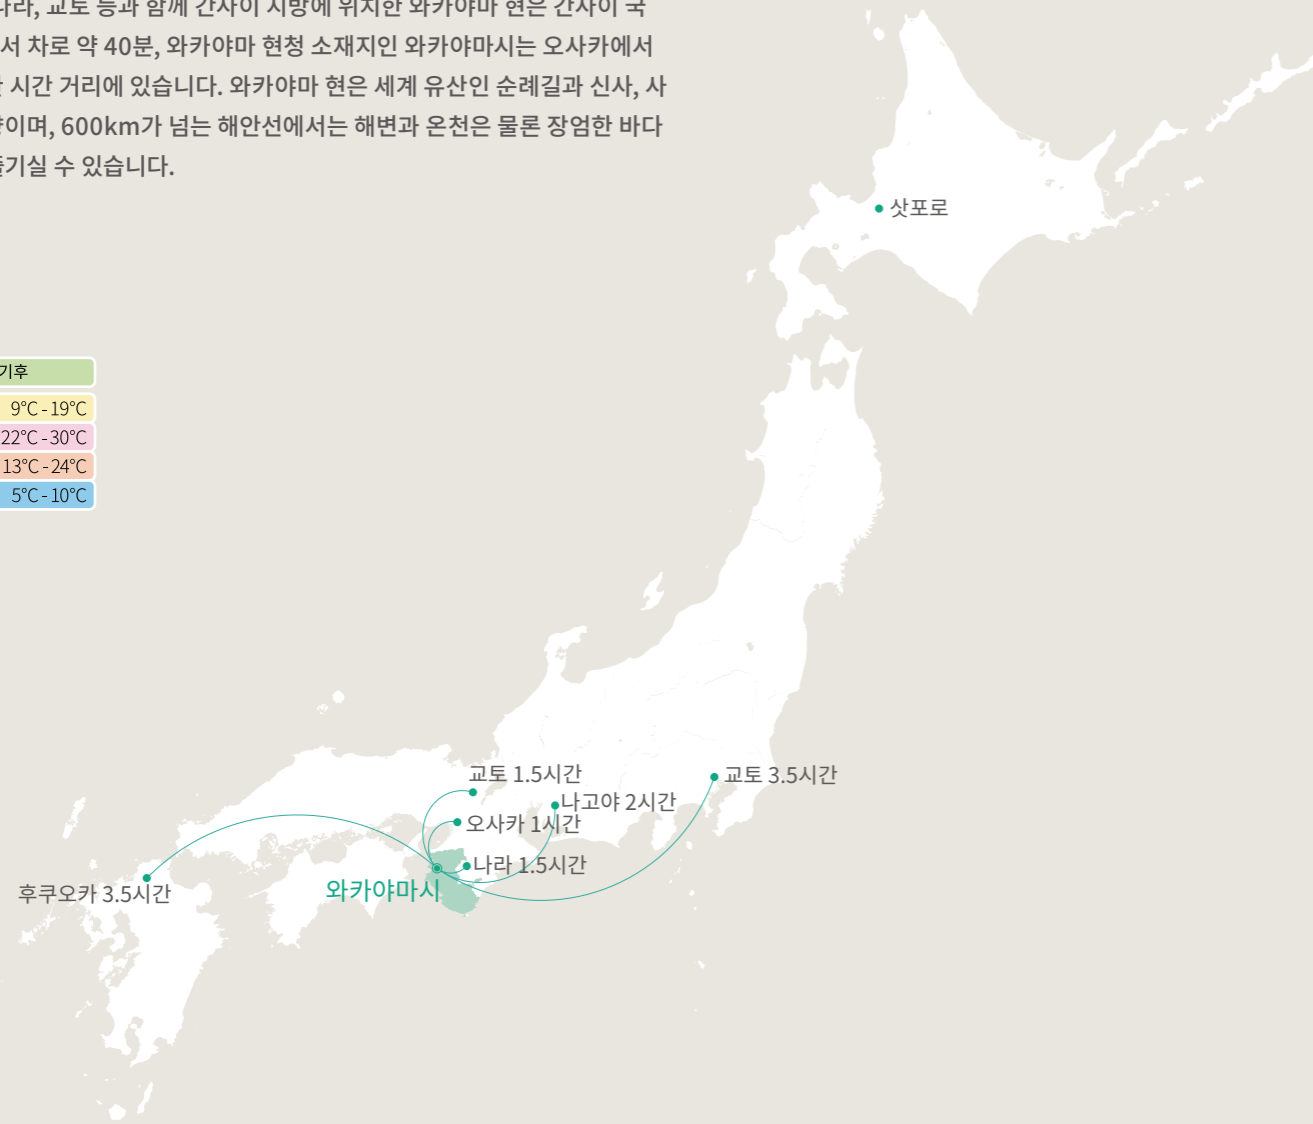 교토 등과 함께 간사이 지방에 위치한 와카야마 현은 간사이 국
서 차로 약 40분, 와카야마 현청 소재지인 와카야마시는 오사카에서
시간 거리에 있습니다. 와카야마 현은 세계 유산인 순례길과 신사, 사
이며, 600km가 넘는 해안선에서는 해변과 온천은 물론 장엄한 바다
기실 수 있습니다.
삿포로
기후
9°C - 19°C
22°C - 30°C
13°C - 24°C
5°C - 10°C
교토 1.5시간
교토 3.5시간
나고야 2시간
오사카 1시간
나라 1.5시간
와카야마시
후쿠오카 3.5시간